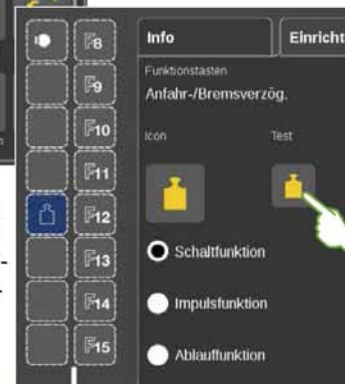 F8
F9
F10
F11
F12
F13
F14
F15
Info
Einricht
Funktionstasten
Anfahr-/Bremsverzög.
Icon
Test
Schaltfunktion
Impulsfunktion
Ablauffunktion